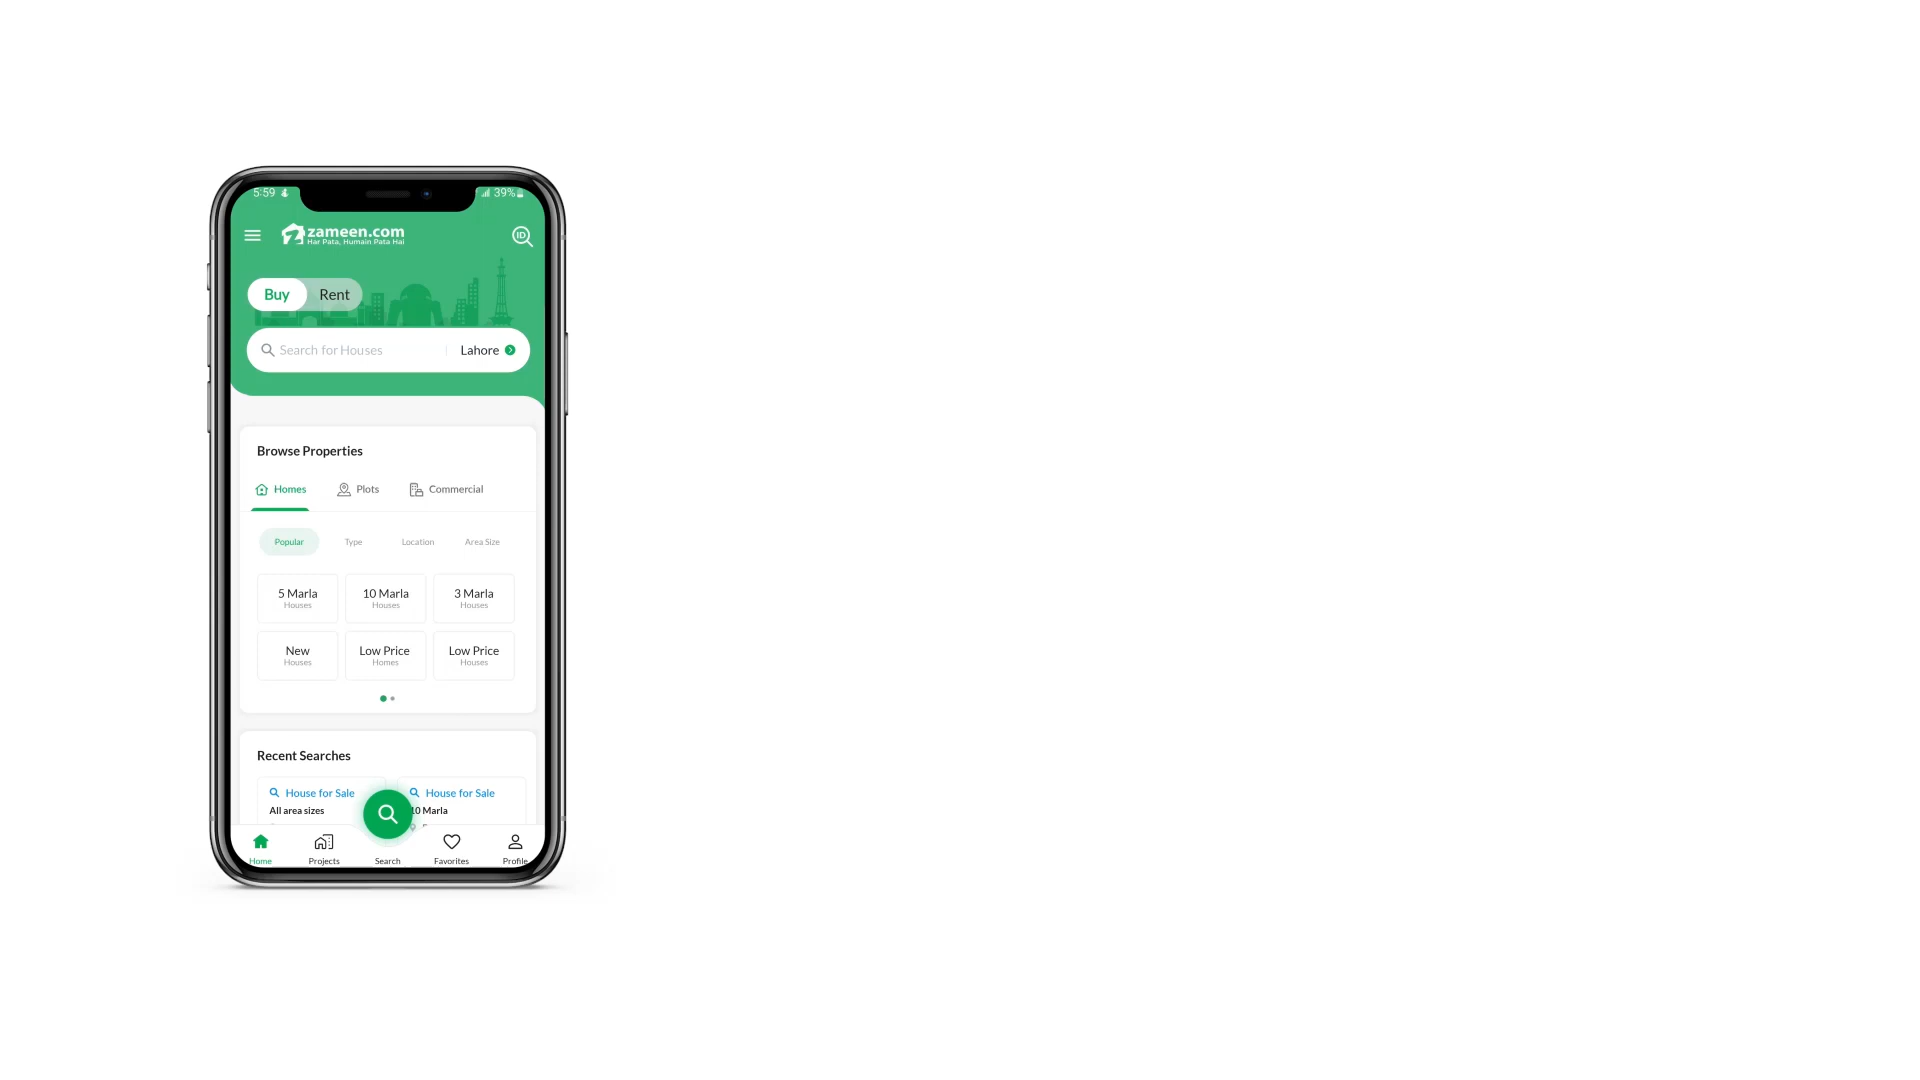 5:59
39%
zameen.com
Har Pata, Humain Pata Hai
ID
Buy Rent
Search for Houses Lahore
Browse Properties
Homes Plots Commercial
Popular Type Location Area Size
5 Marla 10 Marla 3 Marla
Houses Houses Houses
New Low Price Low Price
Houses Homes Houses
Recent Searches
House for Sale House for Sale
All area sizes 10 Marla
Home Projects Search Favorites Profile